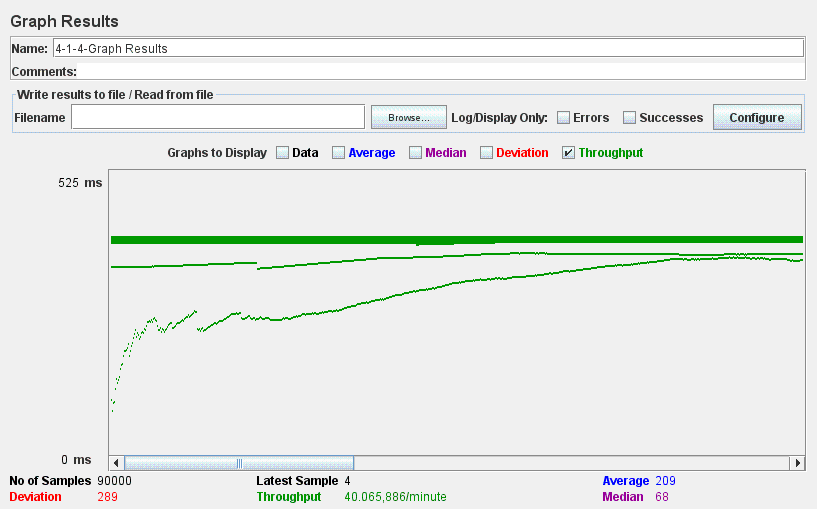 Graph Results
Name: 4-1-4-Graph Results
Comments:
Write results to file / Read from file
Filename Browse... Log/Display Only: Errors Successes Configure
Graphs to Display Data Average Median Deviation Throughput
525 ms
0 ms
No of Samples 90000 Latest Sample 4 Average 209
Deviation 289 Throughput 40.065,886/minute Median 68